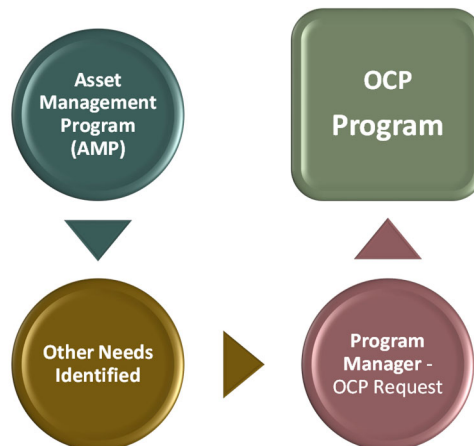 Asset
Management
Program
(AMP)
OCP
Program
Other Needs
Identified
Program
Manager -
OCP Request